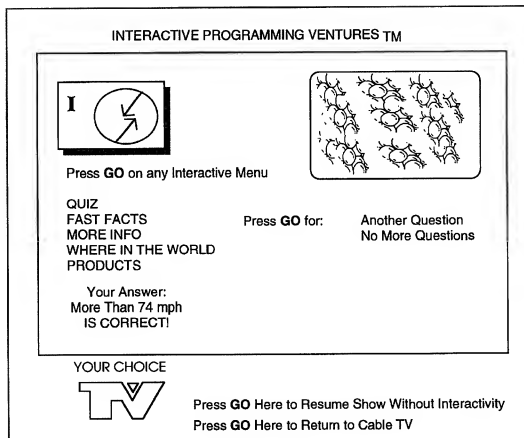 INTERACTIVE PROGRAMMING VENTURES TM
I
Press GO on any Interactive Menu
QUIZ
FAST FACTS
MORE INFO
WHERE IN THE WORLD
PRODUCTS
Press GO for:
Another Question
No More Questions
Your Answer:
More Than 74 mph
IS CORRECT!
YOUR CHOICE
TV
Press GO Here to Resume Show Without Interactivity
Press GO Here to Return to Cable TV